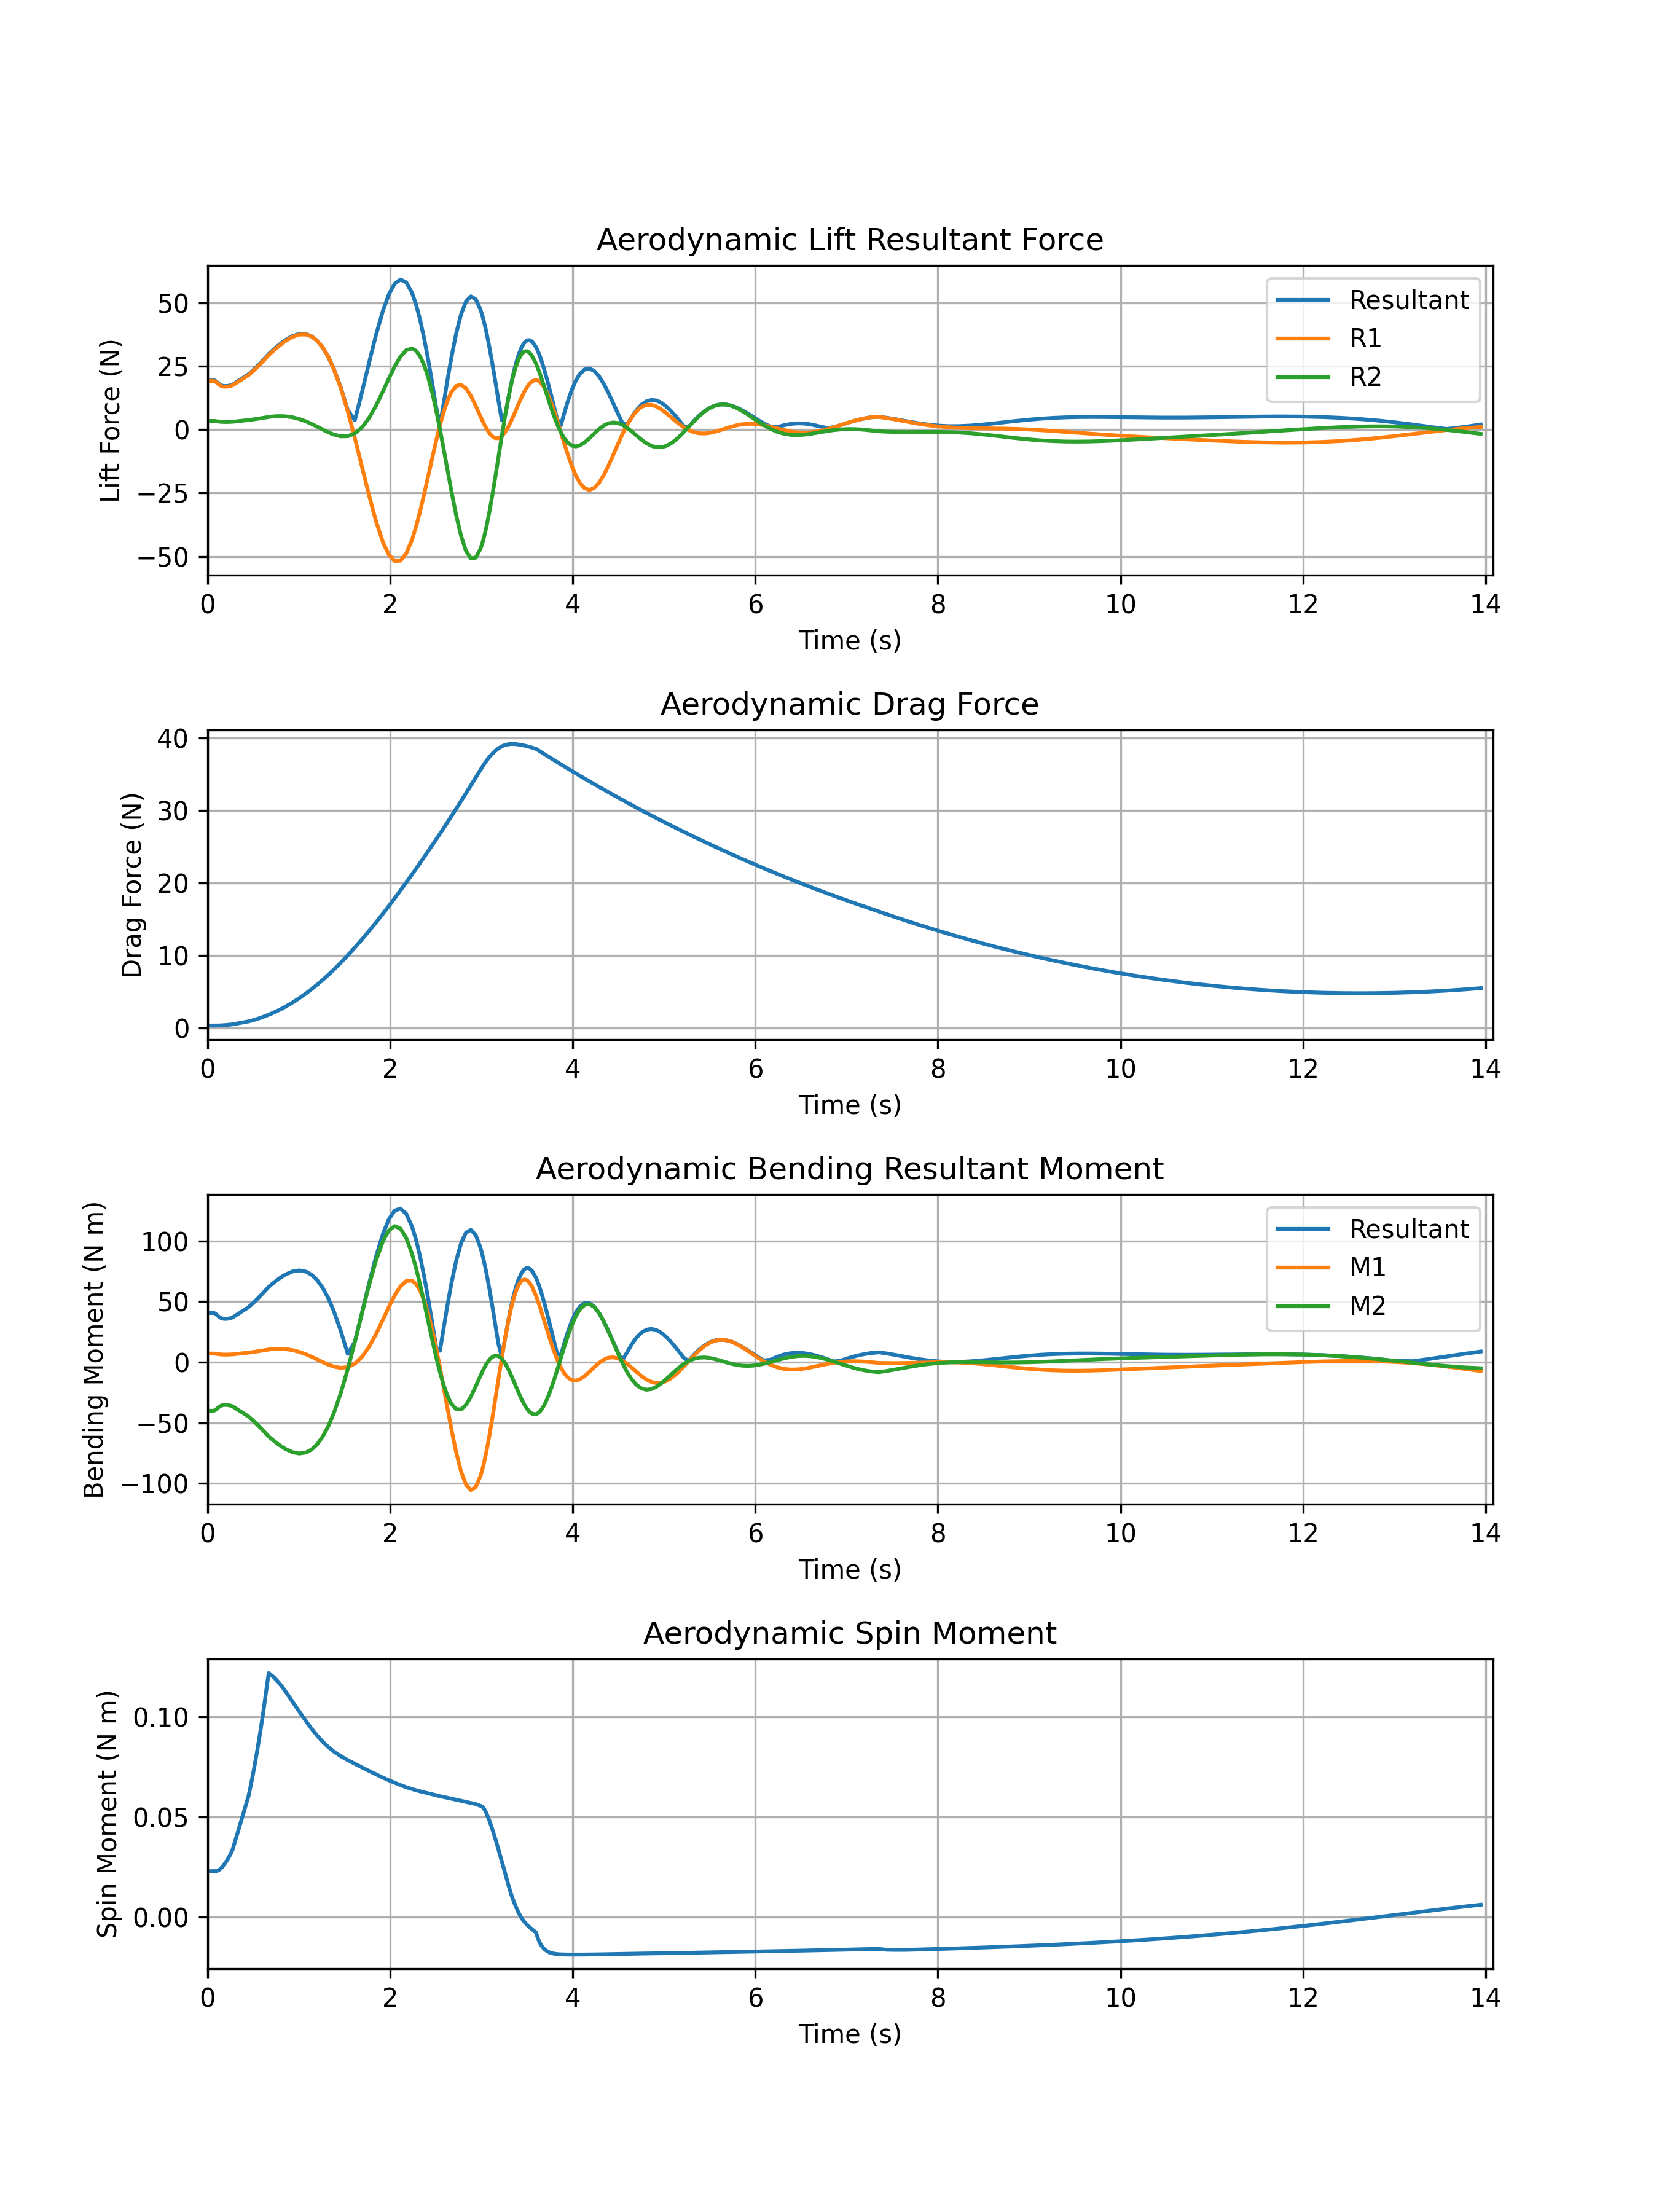 Aerodynamic Lift Resultant Force
Lift Force (N)
50
25
0
−25
−50
Resultant
R1
R2
0 2 4 6 8 10 12 14
Time (s)
Aerodynamic Drag Force
Drag Force (N)
40
30
20
10
0
0 2 4 6 8 10 12 14
Time (s)
Aerodynamic Bending Resultant Moment
Bending Moment (N m)
100
50
0
−50
−100
Resultant
M1
M2
0 2 4 6 8 10 12 14
Time (s)
Aerodynamic Spin Moment
Spin Moment (N m)
0.10
0.05
0.00
0 2 4 6 8 10 12 14
Time (s)